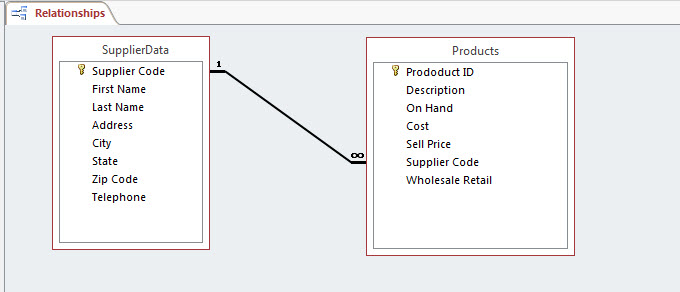 Relationships
SupplierData
Supplier Code
First Name
Last Name
Address
City
State
Zip Code
Telephone
1
∞
Products
Prododuct ID
Description
On Hand
Cost
Sell Price
Supplier Code
Wholesale Retail